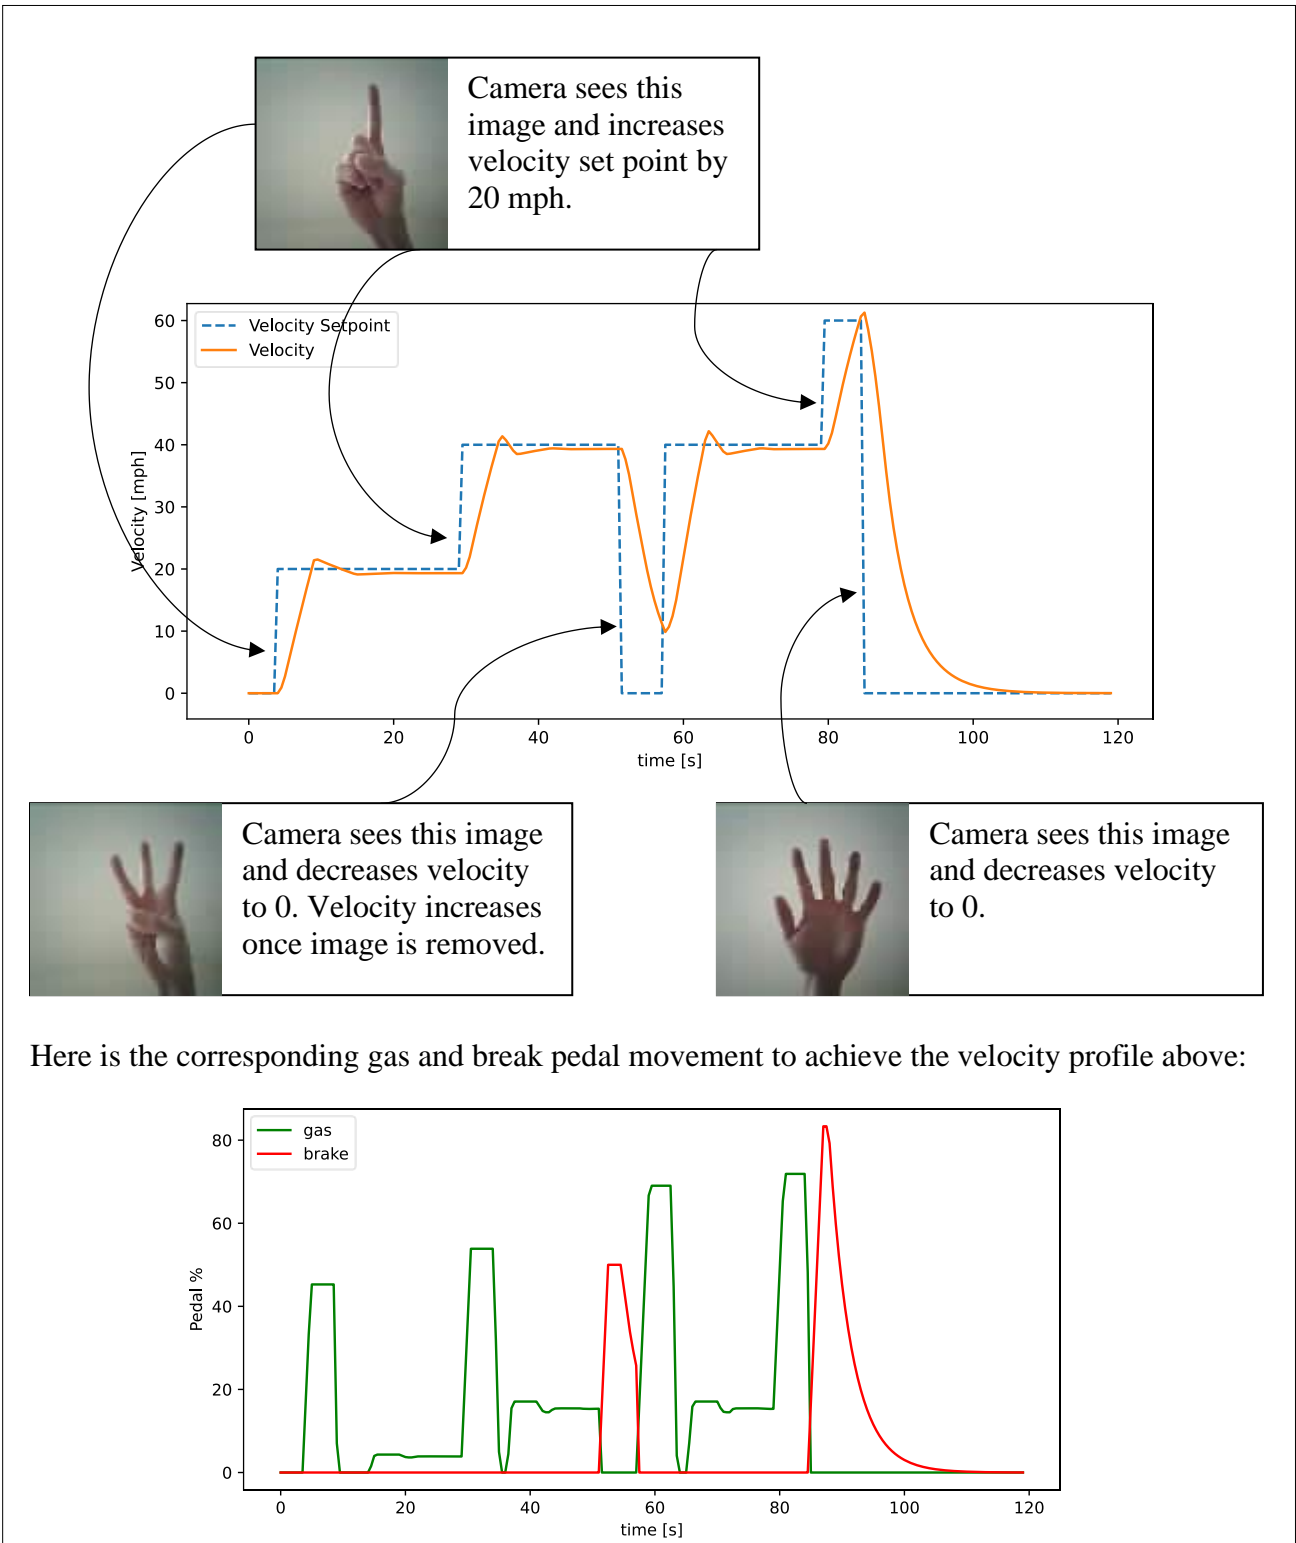 Camera sees this
image and increases
velocity set point by
20 mph.
Velocity Setpoint
Velocity
Velocity [mph]
60
50
40
30
20
10
0
0 20 40 60 80 100 120
time [s]
Camera sees this image
and decreases velocity
to 0. Velocity increases
once image is removed.
Camera sees this image
and decreases velocity
to 0.
Here is the corresponding gas and break pedal movement to achieve the velocity profile above:
gas
brake
Pedal %
80
60
40
20
0
0 20 40 60 80 100 120
time [s]